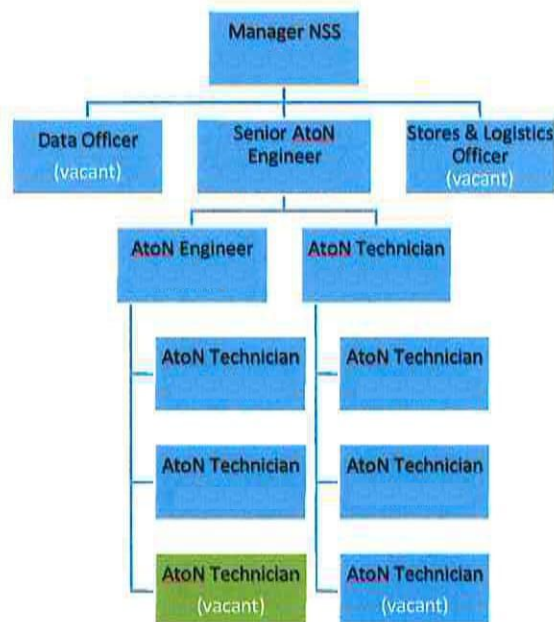 Manager NSS
Data Officer
(vacant)
Senior AtoN
Engineer
Stores & Logistics
Officer
(vacant)
AtoN Engineer
AtoN Technician
AtoN Technician
AtoN Technician
AtoN Technician
AtoN Technician
AtoN Technician
(vacant)
AtoN Technician
(vacant)